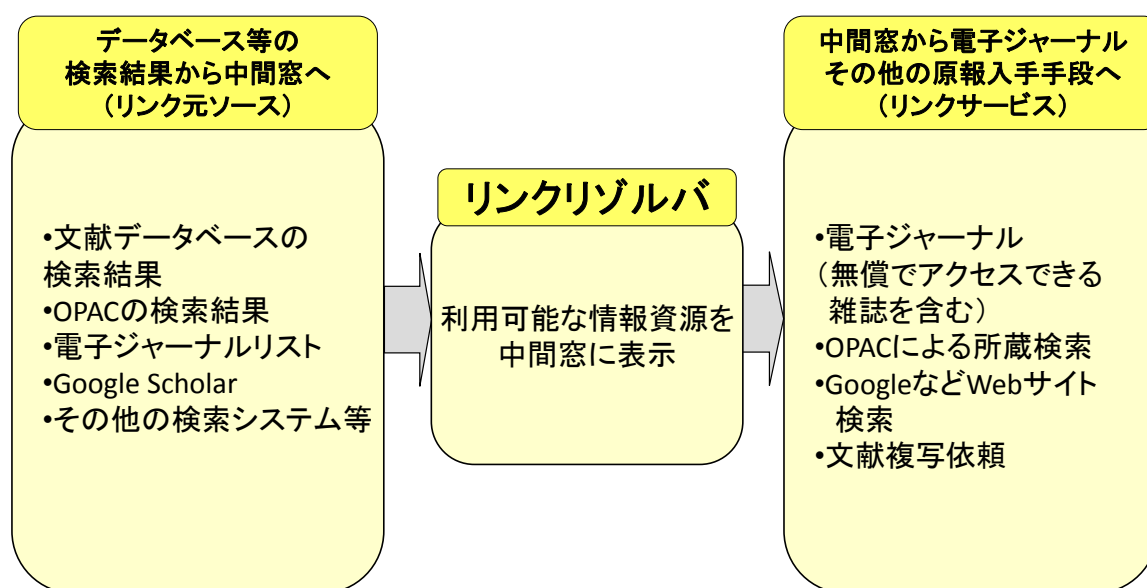 データベース等の
検索結果から中間窓へ
(リンク元ソース)
•文献データベースの
検索結果
•OPACの検索結果
•電子ジャーナルリスト
•Google Scholar
•その他の検索システム等
リンクリゾルバ
利用可能な情報資源を
中間窓に表示
中間窓から電子ジャーナル
その他の原報入手手段へ
(リンクサービス)
•電子ジャーナル
(無償でアクセスできる
雑誌を含む)
•OPACによる所蔵検索
•GoogleなどWebサイト
検索
•文献複写依頼